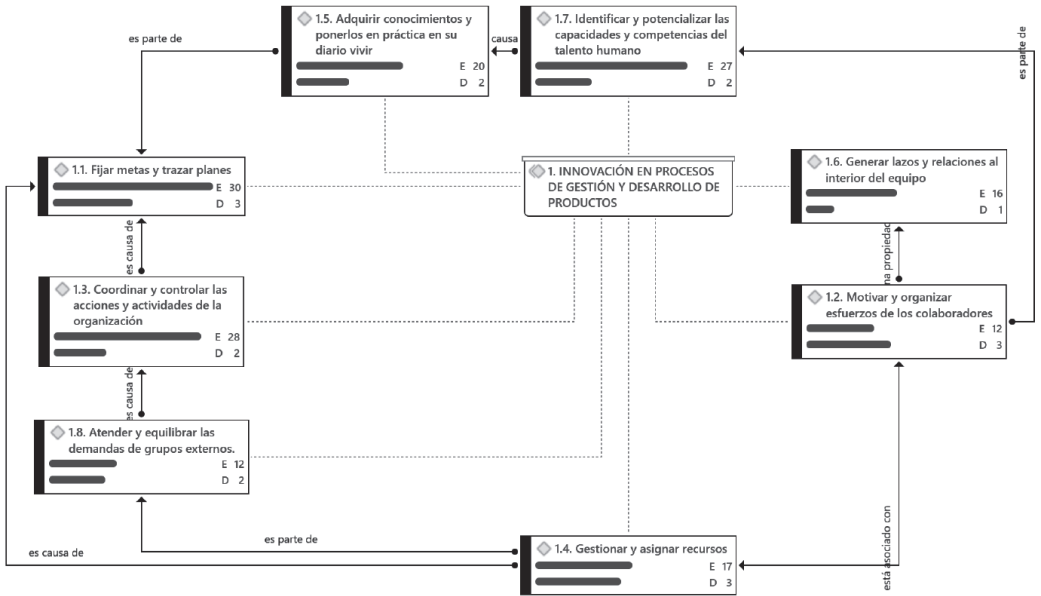 1.5. Adquirir conocimientos y
ponerlos en práctica en su
diario vivir
E 20
D 2
causa
1.7. Identificar y potencializar las
capacidades y competencias del
talento humano
E 27
D 2
es parte de
es parte de
1.1. Fijar metas y trazar planes
E 30
D 3
1. INNOVACIÓN EN PROCESOS
DE GESTIÓN Y DESARROLLO DE
PRODUCTOS
1.6. Generar lazos y relaciones al
interior del equipo
E 16
D 1
es causa de
na propiedad
1.3. Coordinar y controlar las
acciones y actividades de la
organización
E 28
D 2
1.2. Motivar y organizar
esfuerzos de los colaboradores
E 12
D 3
es causa de
1.8. Atender y equilibrar las
demandas de grupos externos.
E 12
D 2
está asociado con
es causa de
es parte de
1.4. Gestionar y asignar recursos
E 17
D 3